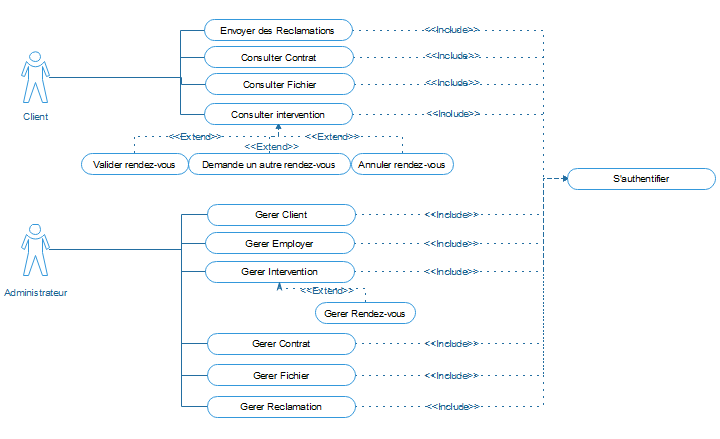 Envoyer des Reclamations
<<Include>>
Consulter Contrat
<<Include>>
Consulter Fichier
<<Include>>
Client
Consulter intervention
<<Include>>
<<Extend>>
<<Extend>>
<<Extend>>
Valider rendez-vous
Demande un autre rendez-vous
Annuler rendez-vous
S'authentifier
Gerer Client
<<Include>>
Gerer Employer
<<Include>>
Gerer Intervention
<<Include>>
Administrateur
<<Extend>>
Gerer Rendez-vous
Gerer Contrat
<<Include>>
Gerer Fichier
<<Include>>
Gerer Reclamation
<<Include>>